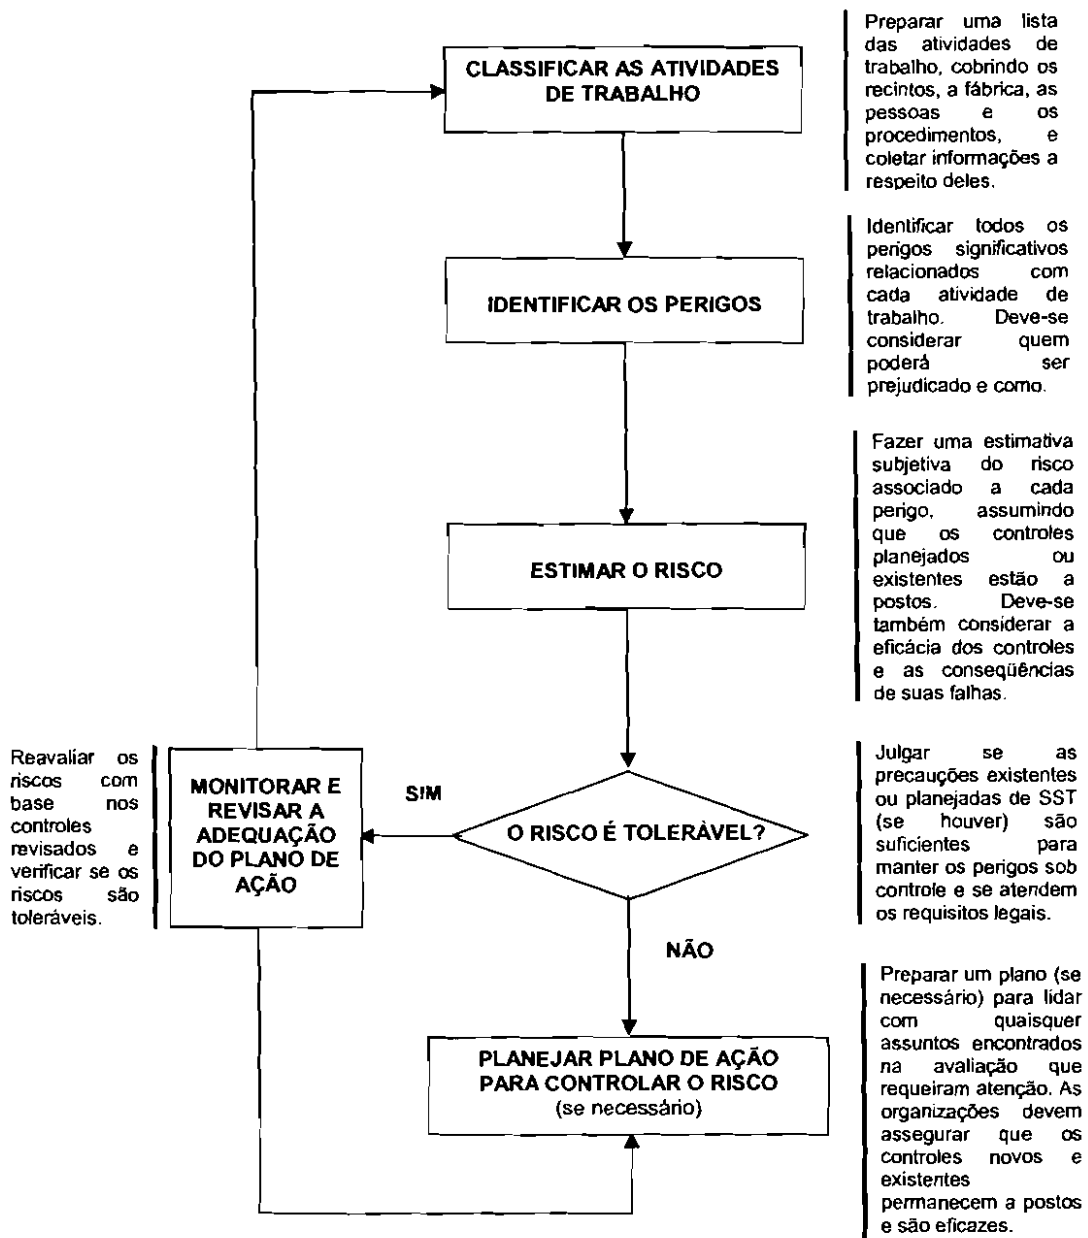 CLASSIFICAR AS ATIVIDADES
DE TRABALHO
Preparar uma lista
das atividades de
trabalho, cobrindo os
recintos, a fábrica, as
pessoas e os
procedimentos, e
coletar informações a
respeito deles.
IDENTIFICAR OS PERIGOS
Identificar todos os
perigos significativos
relacionados com
cada atividade de
trabalho. Deve-se
considerar quem
poderá ser
prejudicado e como.
ESTIMAR O RISCO
Fazer uma estimativa
subjetiva do risco
associado a cada
perigo, assumindo
que os controles
planejados ou
existentes estão a
postos. Deve-se
também considerar a
eficácia dos controles
e as conseqüências
de suas falhas.
Reavaliar os
riscos com
base nos
controles
revisados e
verificar se os
riscos são
toleráveis.
MONITORAR E
REVISAR A
ADEQUAÇÃO
DO PLANO DE
AÇÃO
SIM
O RISCO É TOLERÁVEL?
Julgar se as
precauções existentes
ou planejadas de SST
(se houver) são
suficientes para
manter os perigos sob
controle e se atendem
os requisitos legais.
NÃO
PLANEJAR PLANO DE AÇÃO
PARA CONTROLAR O RISCO
(se necessário)
Preparar um plano (se
necessário) para lidar
com quaisquer
assuntos encontrados
na avaliação que
requeiram atenção. As
organizações devem
assegurar que os
controles novos e
existentes
permanecem a postos
e são eficazes.